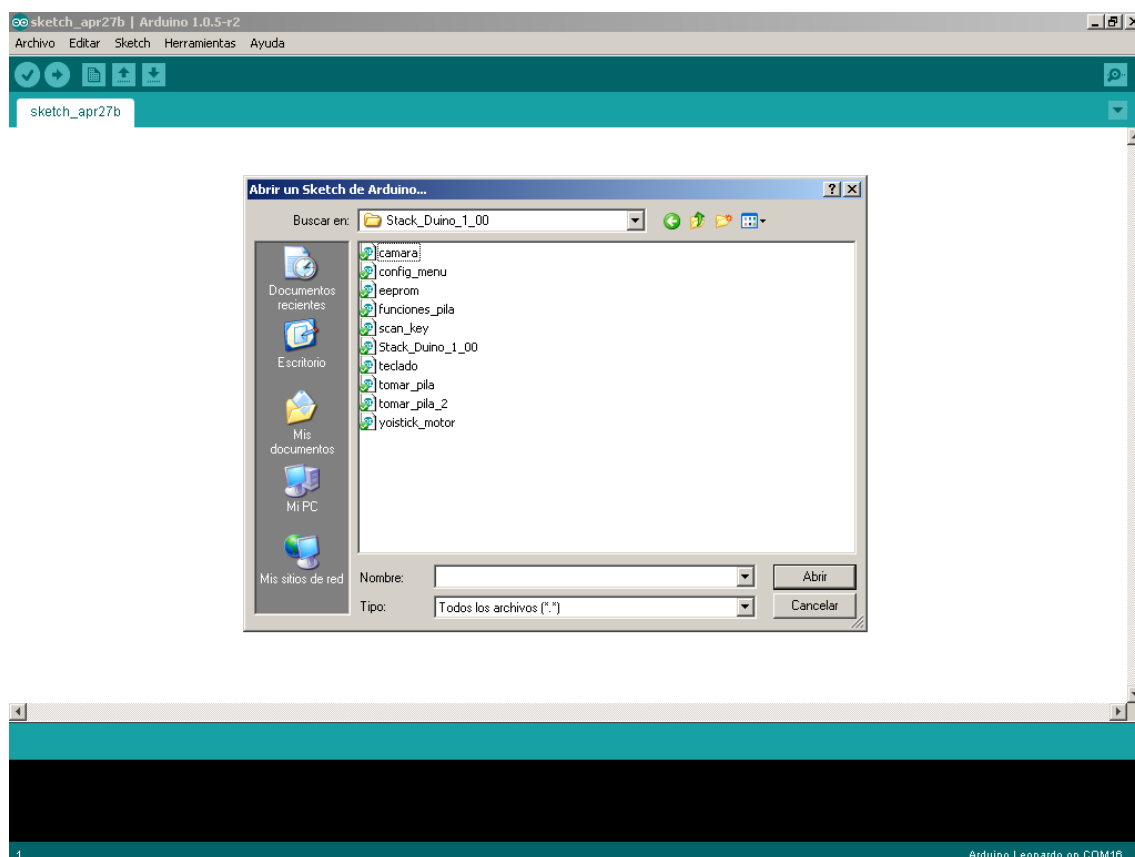 sketch_apr27b | Arduino 1.0.5-r2
Archivo Editar Sketch Herramientas Ayuda
sketch_apr27b
Abrir un Sketch de Arduino...
Buscar en: Stack_Duino_1_00
Documentos
recientes
Escritorio
Mis
documentos
Mi PC
Mis sitios de red
camara
config_menu
eeprom
funciones_pila
scan_key
Stack_Duino_1_00
teclado
tomar_pila
tomar_pila_2
yoistick_motor
Nombre: Abrir
Tipo: Todos los archivos (*.*) Cancelar
1 Arduino Leonardo on COM16